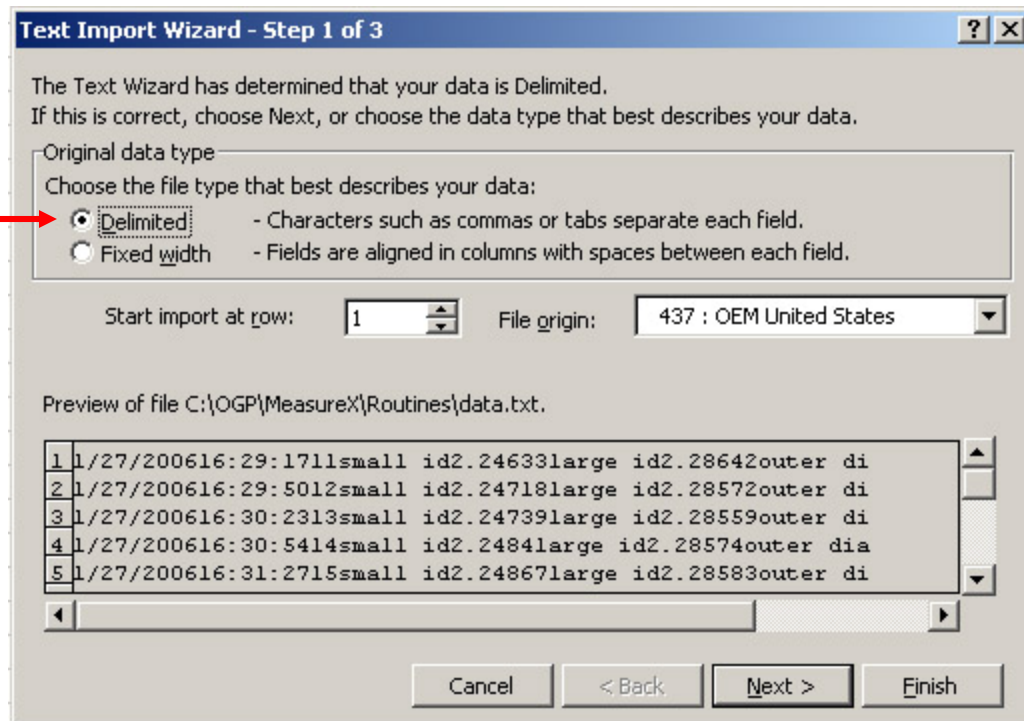 Text Import Wizard - Step 1 of 3
The Text Wizard has determined that your data is Delimited.
If this is correct, choose Next, or choose the data type that best describes your data.
Original data type
Choose the file type that best describes your data:
Delimited - Characters such as commas or tabs separate each field.
Fixed width - Fields are aligned in columns with spaces between each field.
Start import at row: 1 File origin: 437 : OEM United States
Preview of file C:\OGP\MeasureX\Routines\data.txt.
1 1/27/200616:29:1711small id2.24633large id2.28642outer di
2 1/27/200616:29:5012small id2.24718large id2.28572outer di
3 1/27/200616:30:2313small id2.24739large id2.28559outer di
4 1/27/200616:30:5414small id2.2484large id2.28574outer dia
5 1/27/200616:31:2715small id2.24867large id2.28583outer di
Cancel < Back Next > Finish